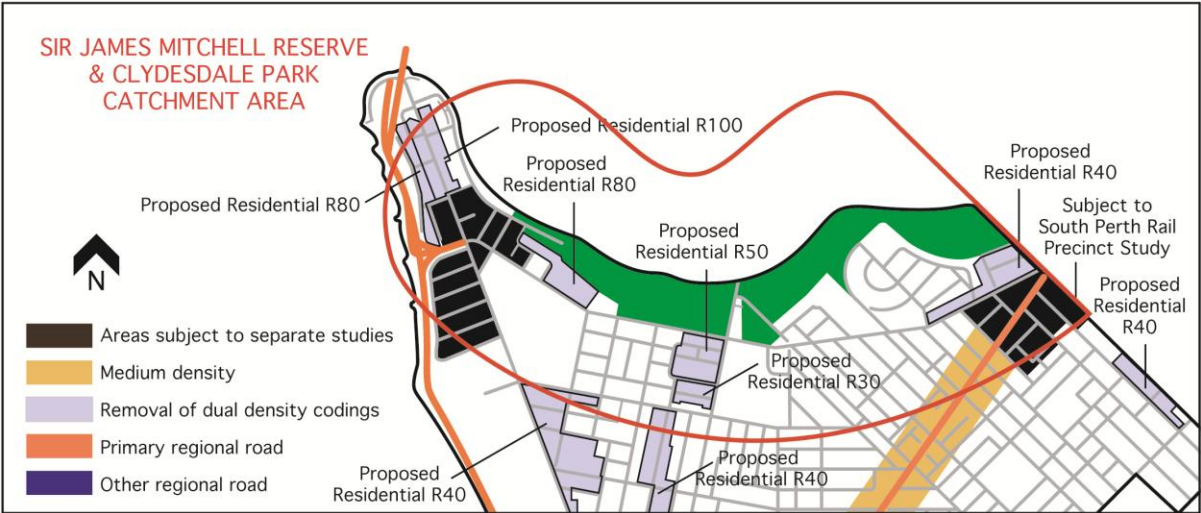 SIR JAMES MITCHELL RESERVE
& CLYDESDALE PARK
CATCHMENT AREA
Proposed Residential R100
Proposed
Residential R80
Proposed Residential R80
Proposed
Residential R50
Proposed
Residential R40
Subject to
South Perth Rail
Precinct Study
Proposed
Residential
R40
N
Areas subject to separate studies
Medium density
Removal of dual density codings
Primary regional road
Other regional road
Proposed
Residential R30
Proposed
Residential R40
Proposed
Residential R40